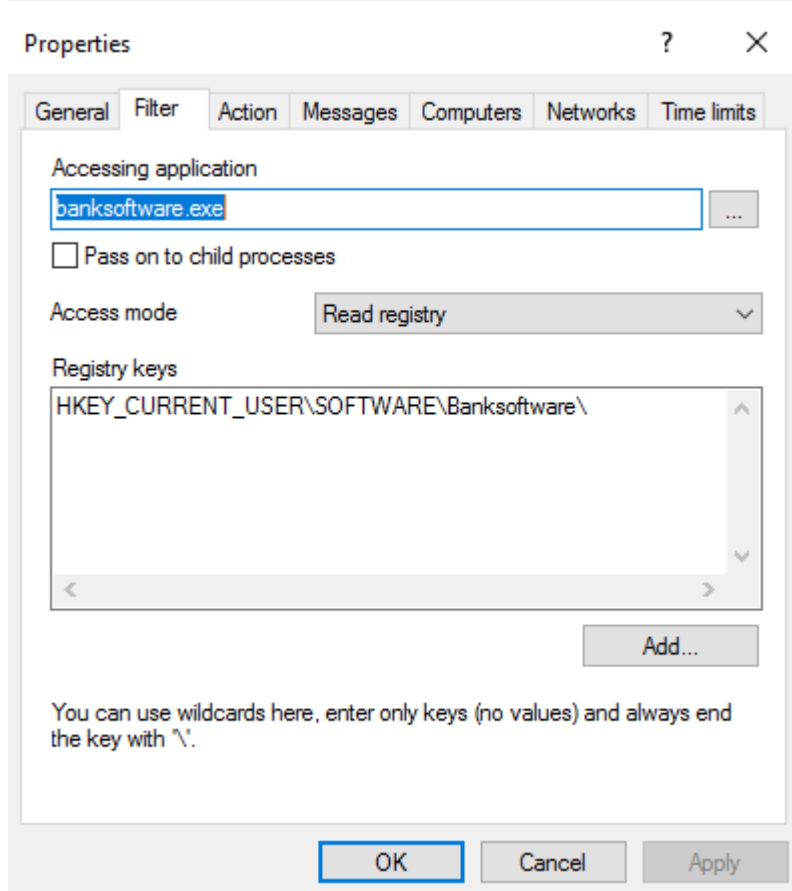 Properties ? ×
General Filter Action Messages Computers Networks Time limits
Accessing application
banksoftware.exe ...
Pass on to child processes
Access mode Read registry
Registry keys
HKEY_CURRENT_USER\SOFTWARE\Banksoftware\
Add...
You can use wildcards here, enter only keys (no values) and always end
the key with '\'.
OK Cancel Apply